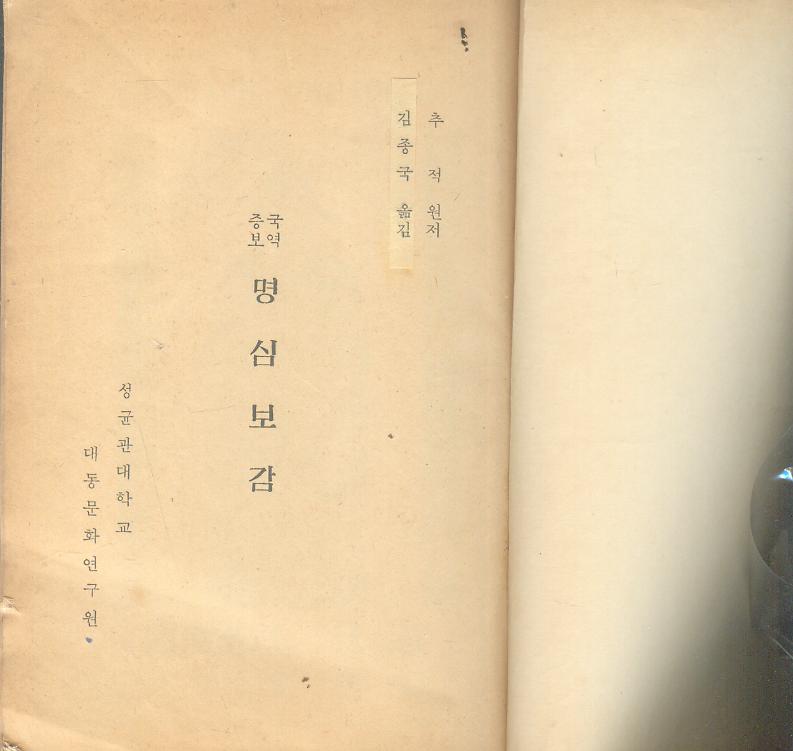 추적 원저
김종국 옮김
국역
증보
명심보감
성균관대학교
대동문화연구원